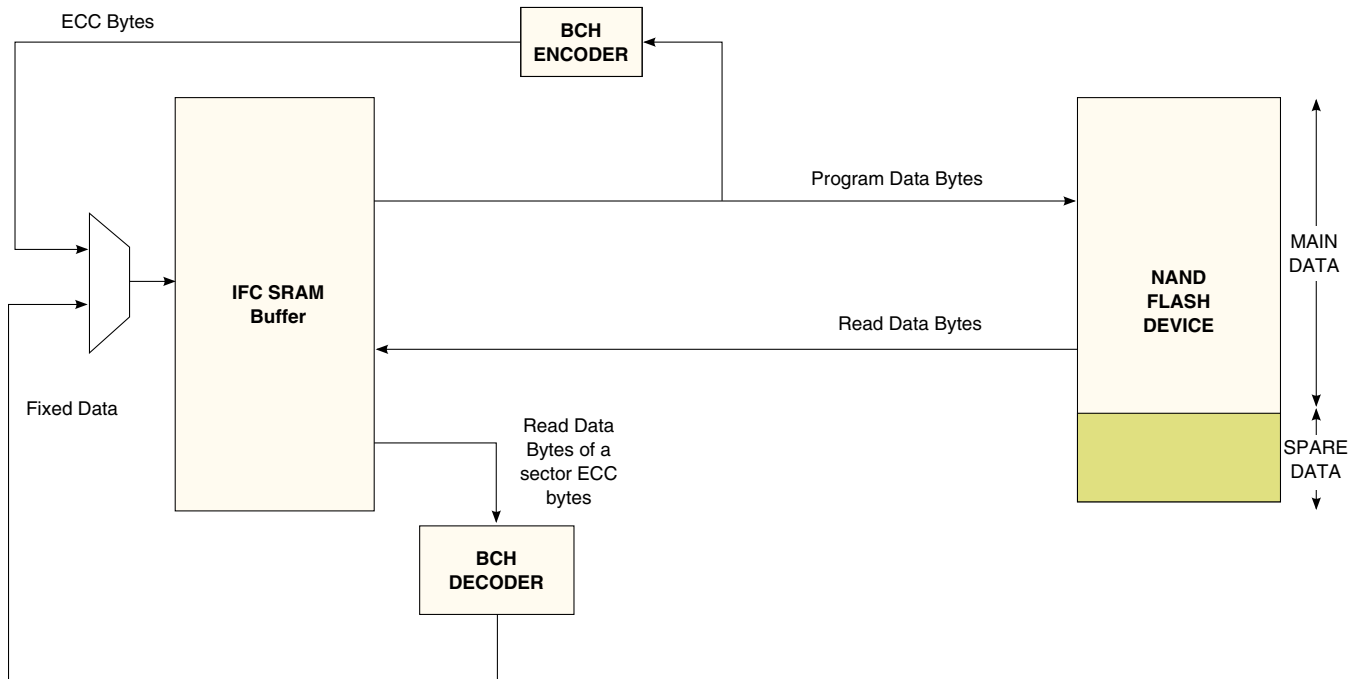 ECC Bytes
BCH
ENCODER
Program Data Bytes
MAIN
DATA
IFC SRAM
Buffer
NAND
FLASH
DEVICE
Read Data Bytes
Fixed Data
Read Data
Bytes of a
sector ECC
bytes
SPARE
DATA
BCH
DECODER